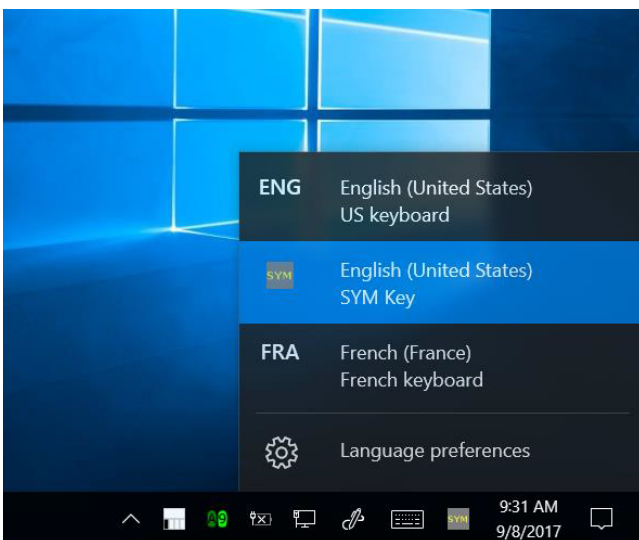 ENG
English (United States)
US keyboard
SYM
English (United States)
SYM Key
FRA
French (France)
French keyboard
Language preferences
SYM
9:31 AM
9/8/2017